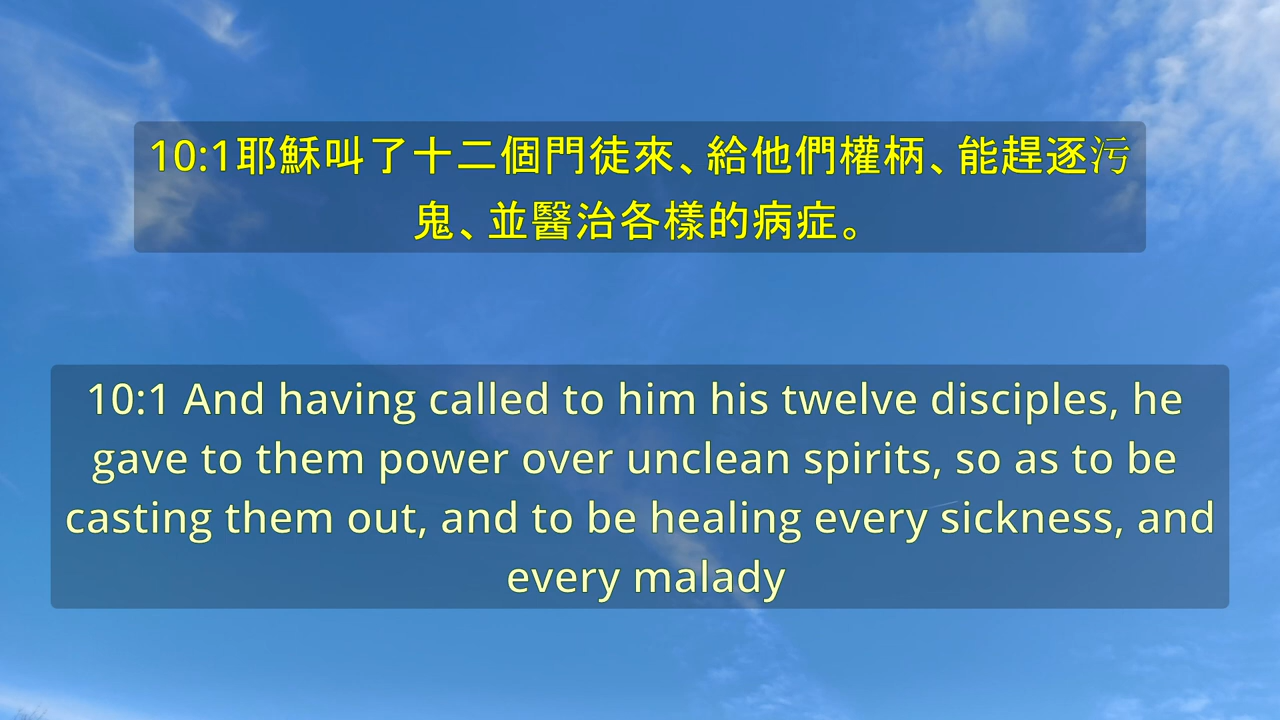 10:1耶穌叫了十二個門徒來、給他們權柄、能趕逐污
鬼、並醫治各樣的病症。
10:1 And having called to him his twelve disciples, he
gave to them power over unclean spirits, so as to be
casting them out, and to be healing every sickness, and
every malady